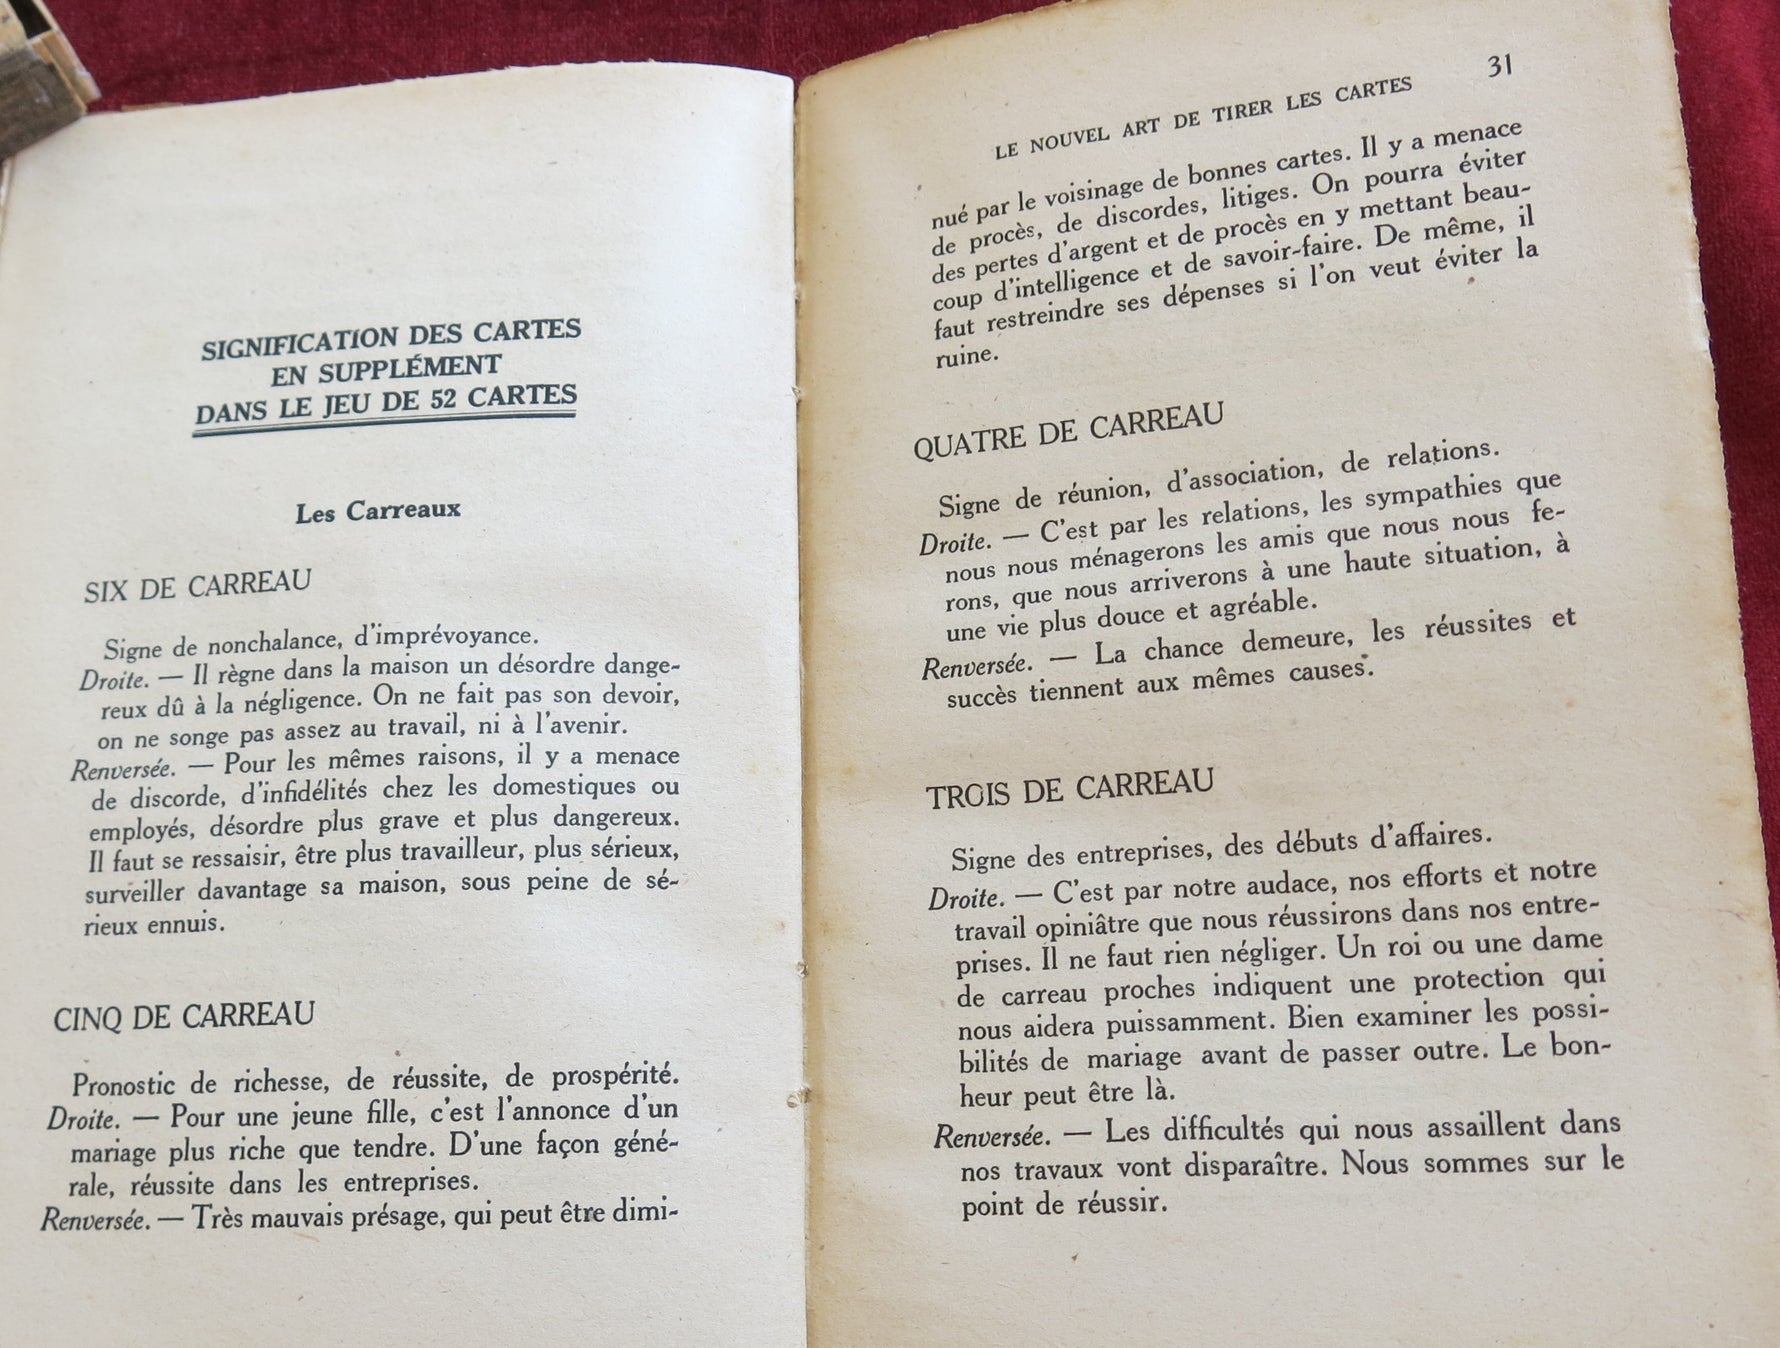 SIGNIFICATION DES CARTES
EN SUPPLÉMENT
DANS LE JEU DE 52 CARTES
Les Carreaux
SIX DE CARREAU
Signe de nonchalance, d'imprévoyance.
Droite. — Il règne dans la maison un désordre dange-
reux dû à la négligence. On ne fait pas son devoir,
on ne songe pas assez au travail, ni à l'avenir.
Renversée. — Pour les mêmes raisons, il y a menace
de discorde, d'infidélités chez les domestiques ou
employés, désordre plus grave et plus dangereux.
Il faut se ressaisir, être plus travailleur, plus sérieux,
surveiller davantage sa maison, sous peine de sé-
rieux ennuis.
CINQ DE CARREAU
Pronostic de richesse, de réussite, de prospérité.
Droite. — Pour une jeune fille, c'est l'annonce d'un
mariage plus riche que tendre. D'une façon géné-
rale, réussite dans les entreprises.
Renversée. — Très mauvais présage, qui peut être dimi-
LE NOUVEL ART DE TIRER LES CARTES 31
nué par le voisinage de bonnes cartes. Il y a menace
de procès, de discordes, litiges. On pourra éviter
des pertes d'argent et de procès en y mettant beau-
coup d'intelligence et de savoir-faire. De même, il
faut restreindre ses dépenses si l'on veut éviter la
ruine.
QUATRE DE CARREAU
Signe de réunion, d'association, de relations.
Droite. — C'est par les relations, les sympathies que
nous nous ménagerons les amis que nous nous fe-
rons, que nous arriverons à une haute situation, à
une vie plus douce et agréable.
Renversée. — La chance demeure, les réussites et
succès tiennent aux mêmes causes.
TROIS DE CARREAU
Signe des entreprises, des débuts d'affaires.
Droite. — C'est par notre audace, nos efforts et notre
travail opiniâtre que nous réussirons dans nos entre-
prises. Il ne faut rien négliger. Un roi ou une dame
de carreau proches indiquent une protection qui
nous aidera puissamment. Bien examiner les possi-
bilités de mariage avant de passer outre. Le bon-
heur peut être là.
Renversée. — Les difficultés qui nous assaillent dans
nos travaux vont disparaître. Nous sommes sur le
point de réussir.